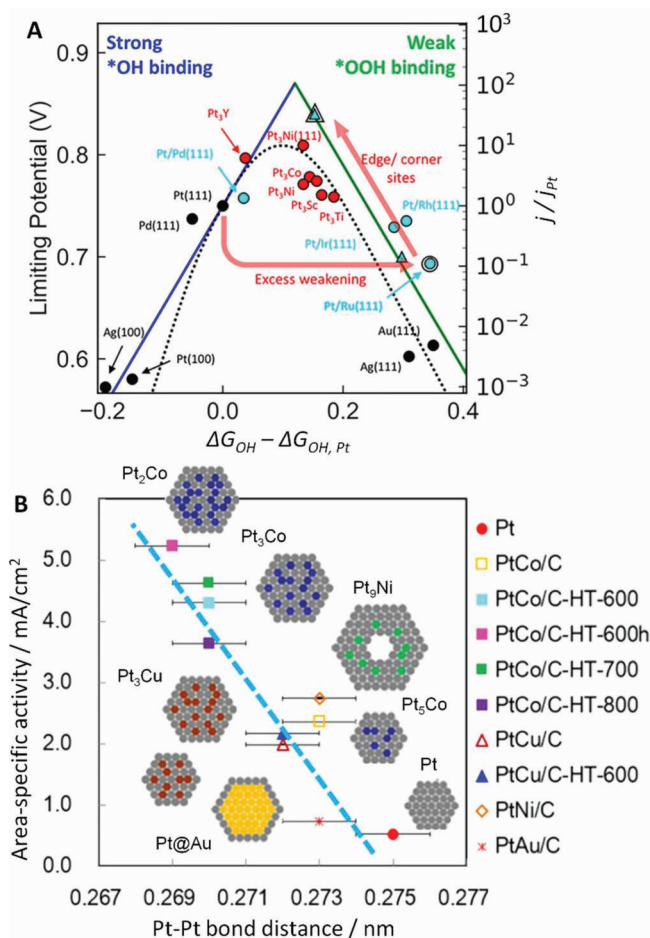 A
Strong
*OH binding
Weak
*OOH binding
Limiting Potential (V)
0.9
0.8
0.7
0.6
j / jPt
10³
10²
10¹
10⁰
10⁻¹
10⁻²
10⁻³
Pt₃Y
Pt₃Ni(111)
Pt/Pd(111)
Pt₃Co
Edge/ corner
sites
Pt(111)
Pt₃Ni
Pt₃Sc
Pt/Rh(111)
Pd(111)
Pt₃Ti
Pt/Ir(111)
Excess weakening
Pt/Ru(111)
Ag(100)
Au(111)
Pt(100)
Ag(111)
−0.2
0.0
0.2
0.4
ΔG_OH − ΔG_OH, Pt
B
Pt₂Co
Area-specific activity / mA/cm²
6.0
5.0
4.0
3.0
2.0
1.0
0.0
Pt₃Co
Pt₉Ni
Pt₃Cu
Pt₅Co
Pt
Pt@Au
Pt
PtCo/C
PtCo/C-HT-600
PtCo/C-HT-600h
PtCo/C-HT-700
PtCo/C-HT-800
PtCu/C
PtCu/C-HT-600
PtNi/C
PtAu/C
0.267
0.269
0.271
0.273
0.275
0.277
Pt-Pt bond distance / nm